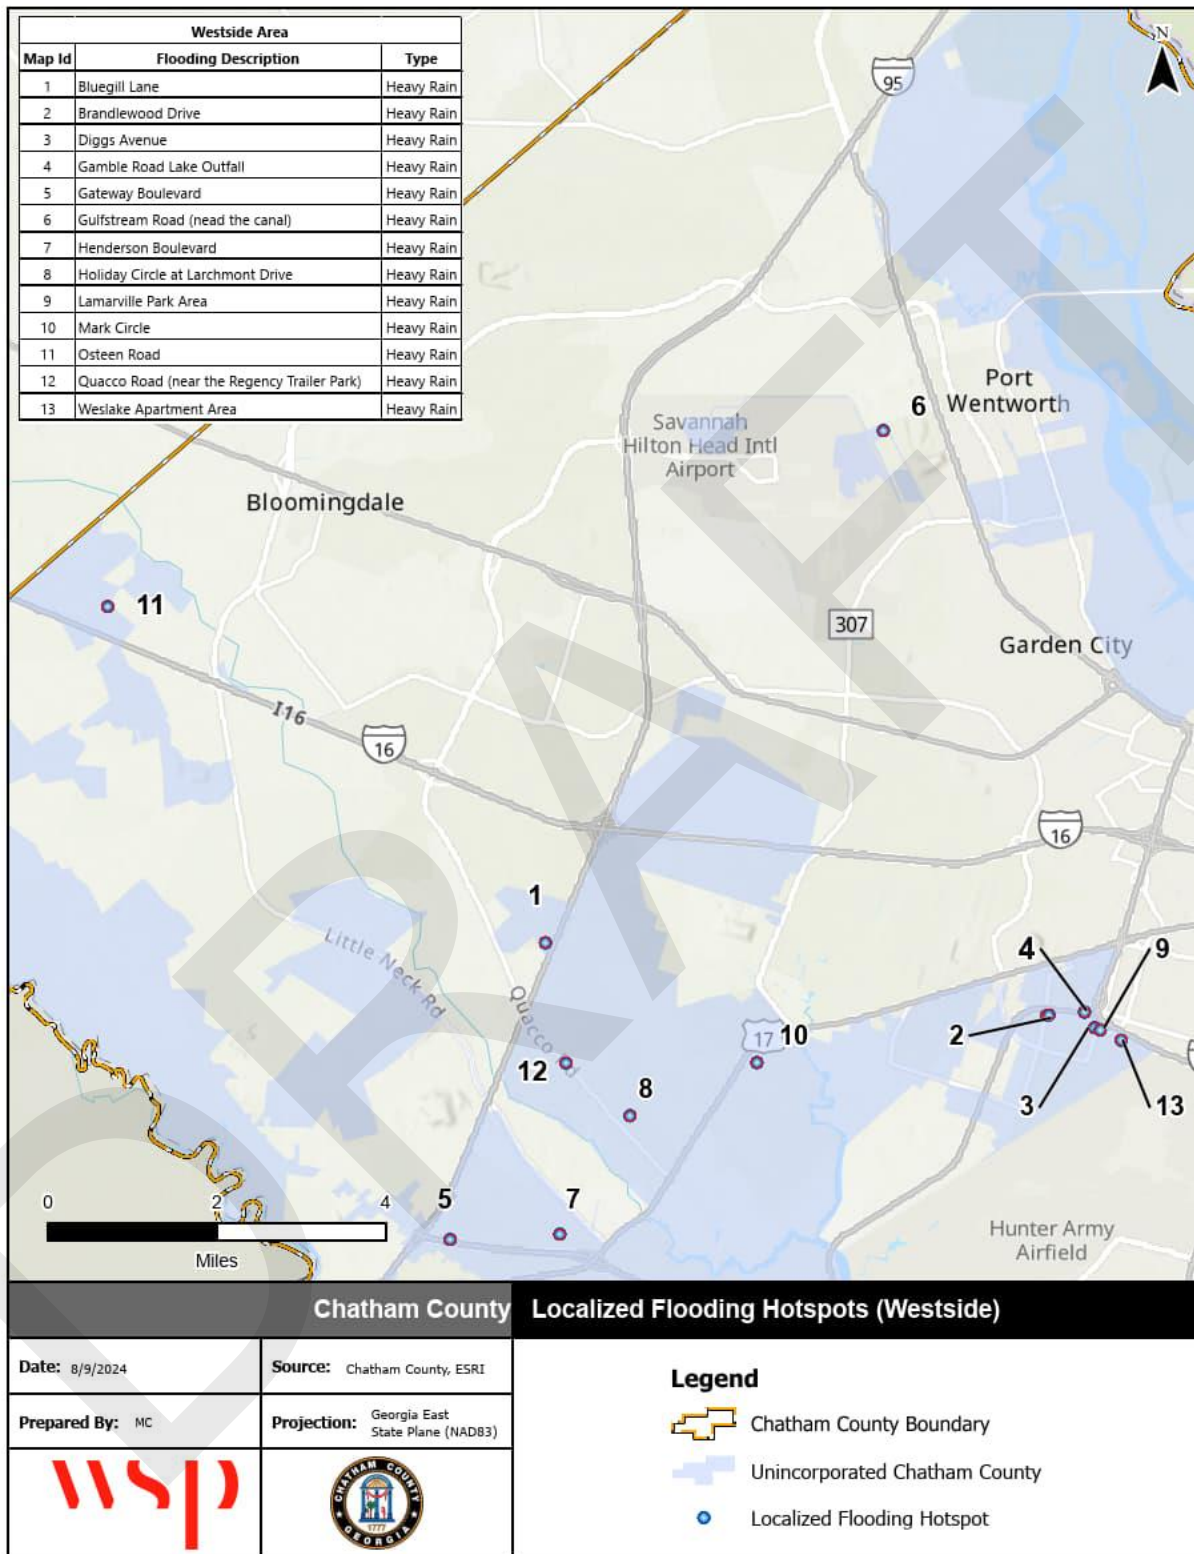 Westside Area
Map Id Flooding Description Type
1 Bluegill Lane Heavy Rain
2 Brandlewood Drive Heavy Rain
3 Diggs Avenue Heavy Rain
4 Gamble Road Lake Outfall Heavy Rain
5 Gateway Boulevard Heavy Rain
6 Gulfstream Road (nead the canal) Heavy Rain
7 Henderson Boulevard Heavy Rain
8 Holiday Circle at Larchmont Drive Heavy Rain
9 Lamarville Park Area Heavy Rain
10 Mark Circle Heavy Rain
11 Osteen Road Heavy Rain
12 Quacco Road (near the Regency Trailer Park) Heavy Rain
13 Weslake Apartment Area Heavy Rain
N
95
Port
Wentworth
6
Savannah
Hilton Head Intl
Airport
Bloomingdale
11
307
Garden City
I16
16
16
1
Little Neck Rd
Quacco Rd
4
9
2
17
10
12
8
3
13
5
7
Hunter Army
Airfield
0 2 4
Miles
DRAFT
Chatham County Localized Flooding Hotspots (Westside)
Date: 8/9/2024
Source: Chatham County, ESRI
Prepared By: MC
Projection: Georgia East
State Plane (NAD83)
wsp
CHATHAM COUNTY
1777
GEORGIA
Legend
Chatham County Boundary
Unincorporated Chatham County
Localized Flooding Hotspot